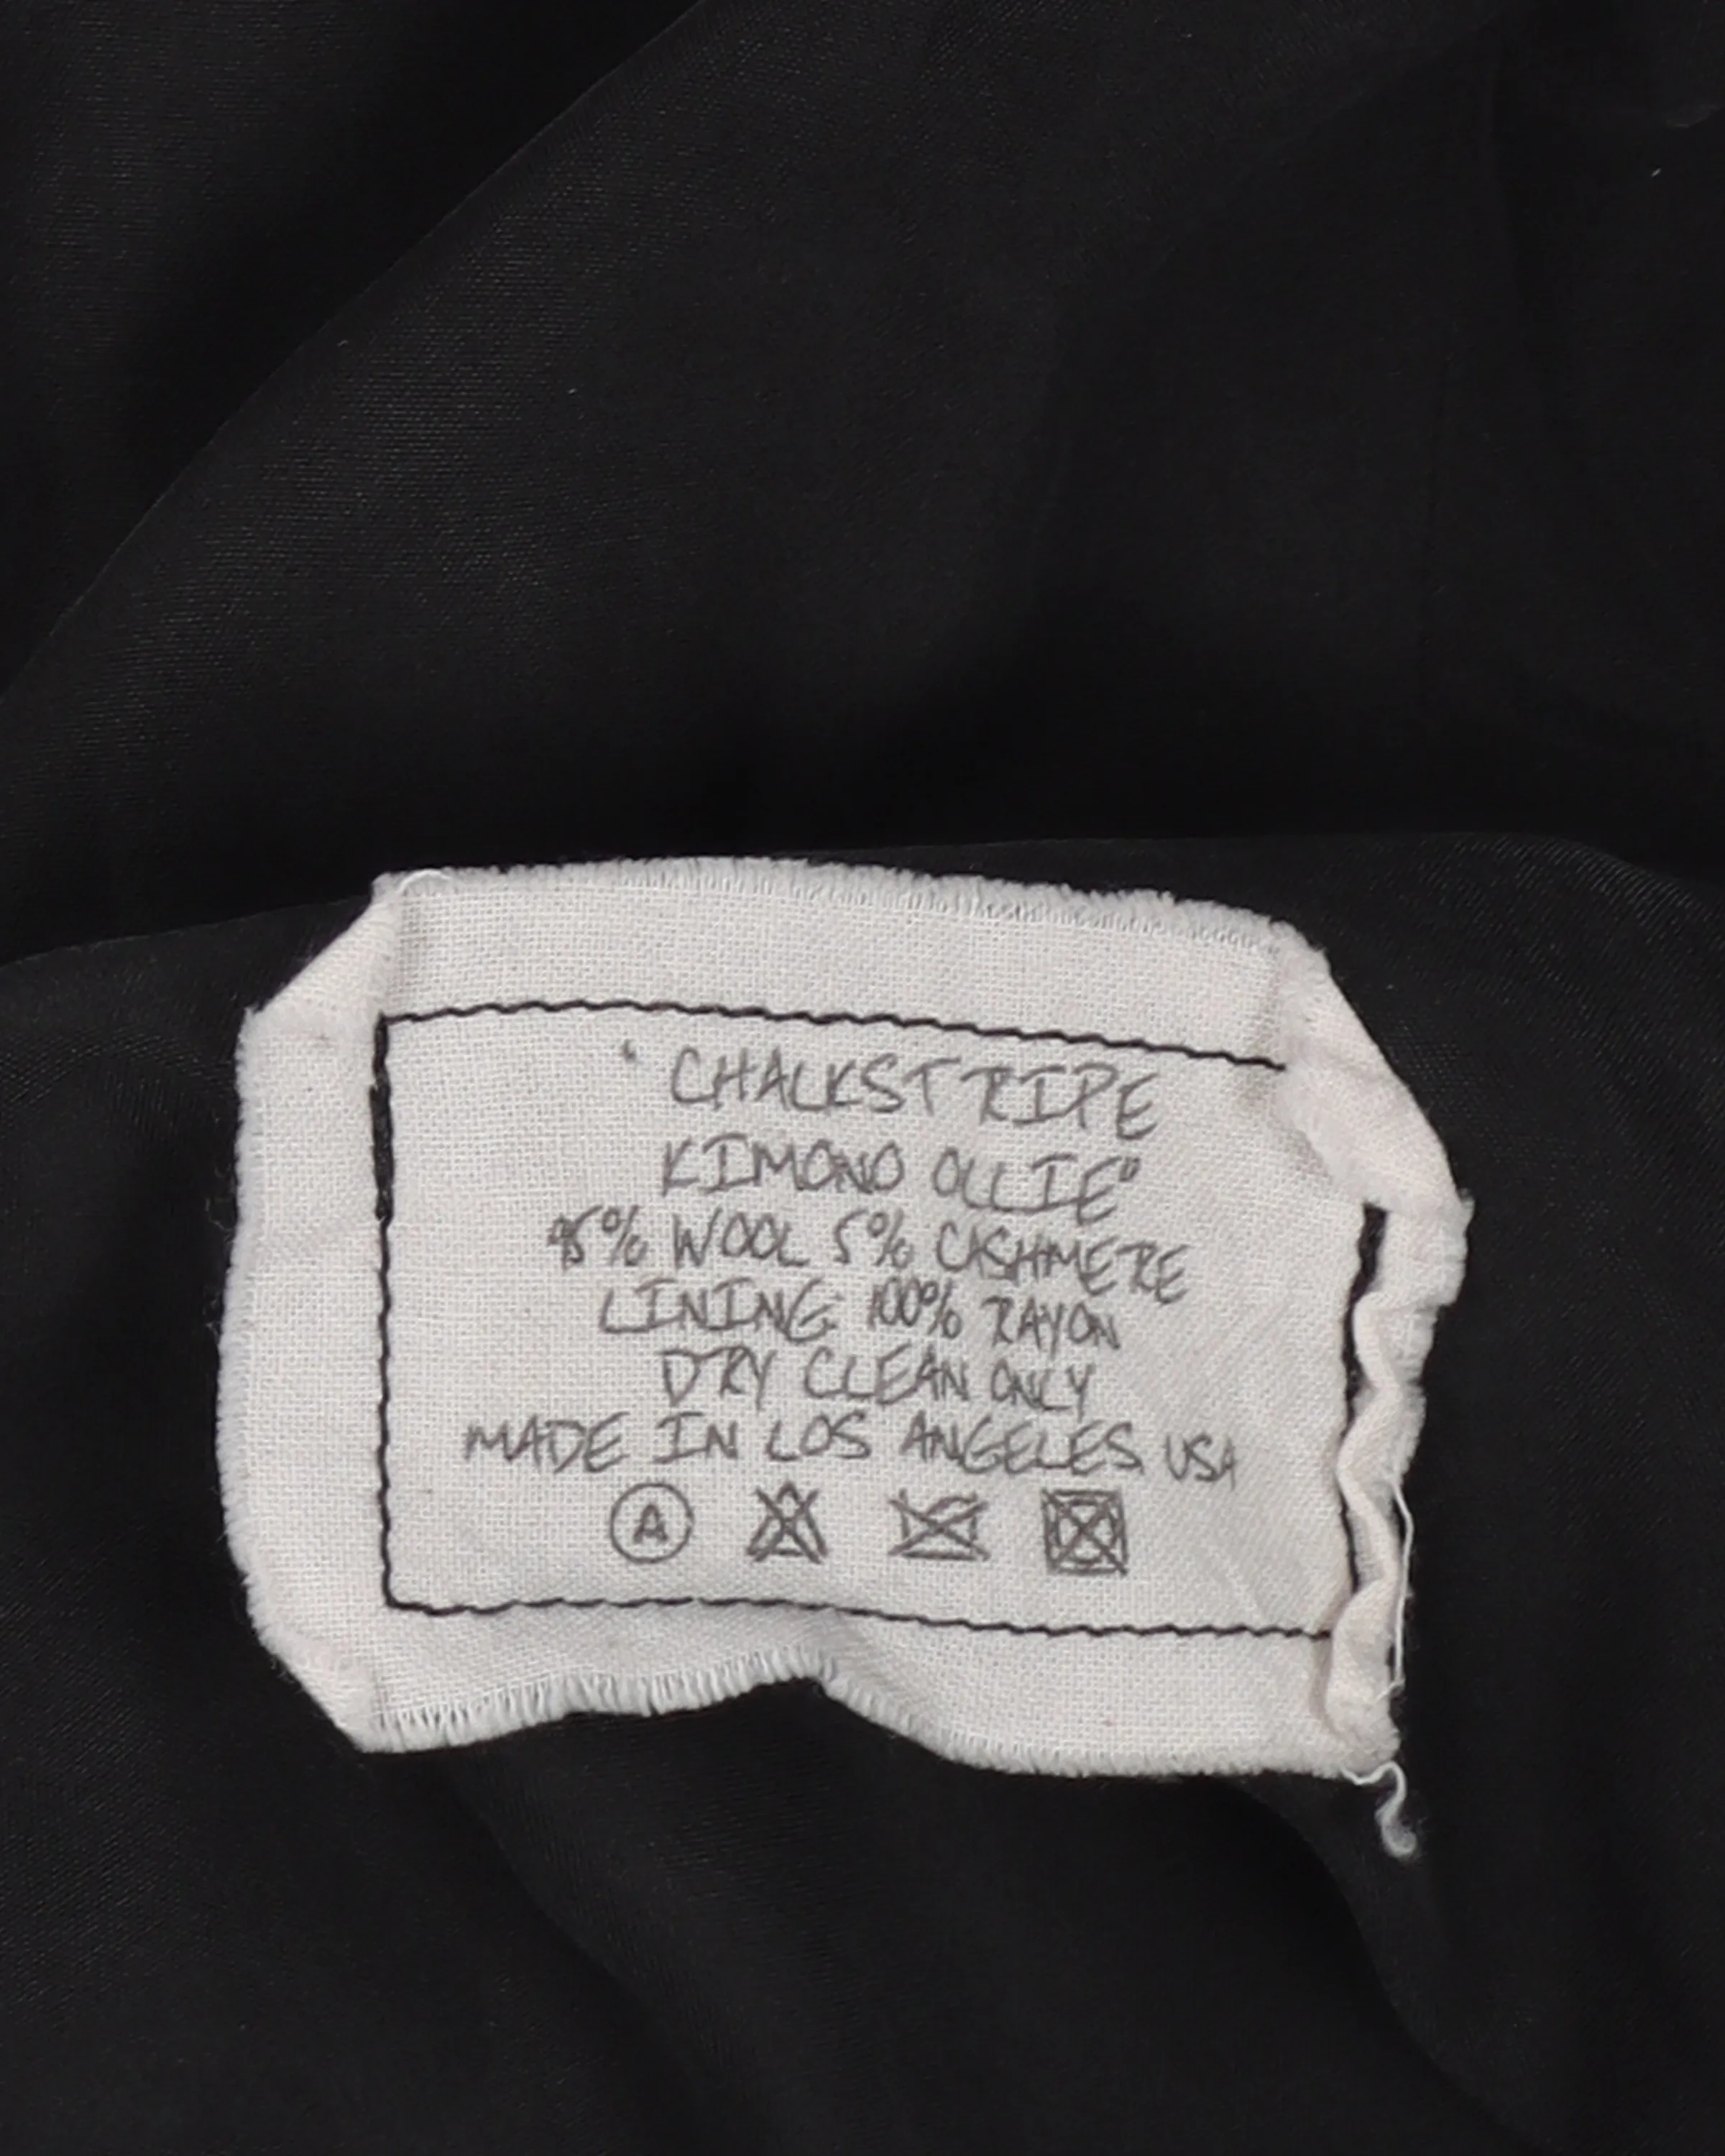 " CHALKSTRIPE
KIMONO OLLIE"
95% WOOL 5% CASHMERE
LINING: 100% RAYON
DRY CLEAN ONLY
MADE IN LOS ANGELES, USA
A